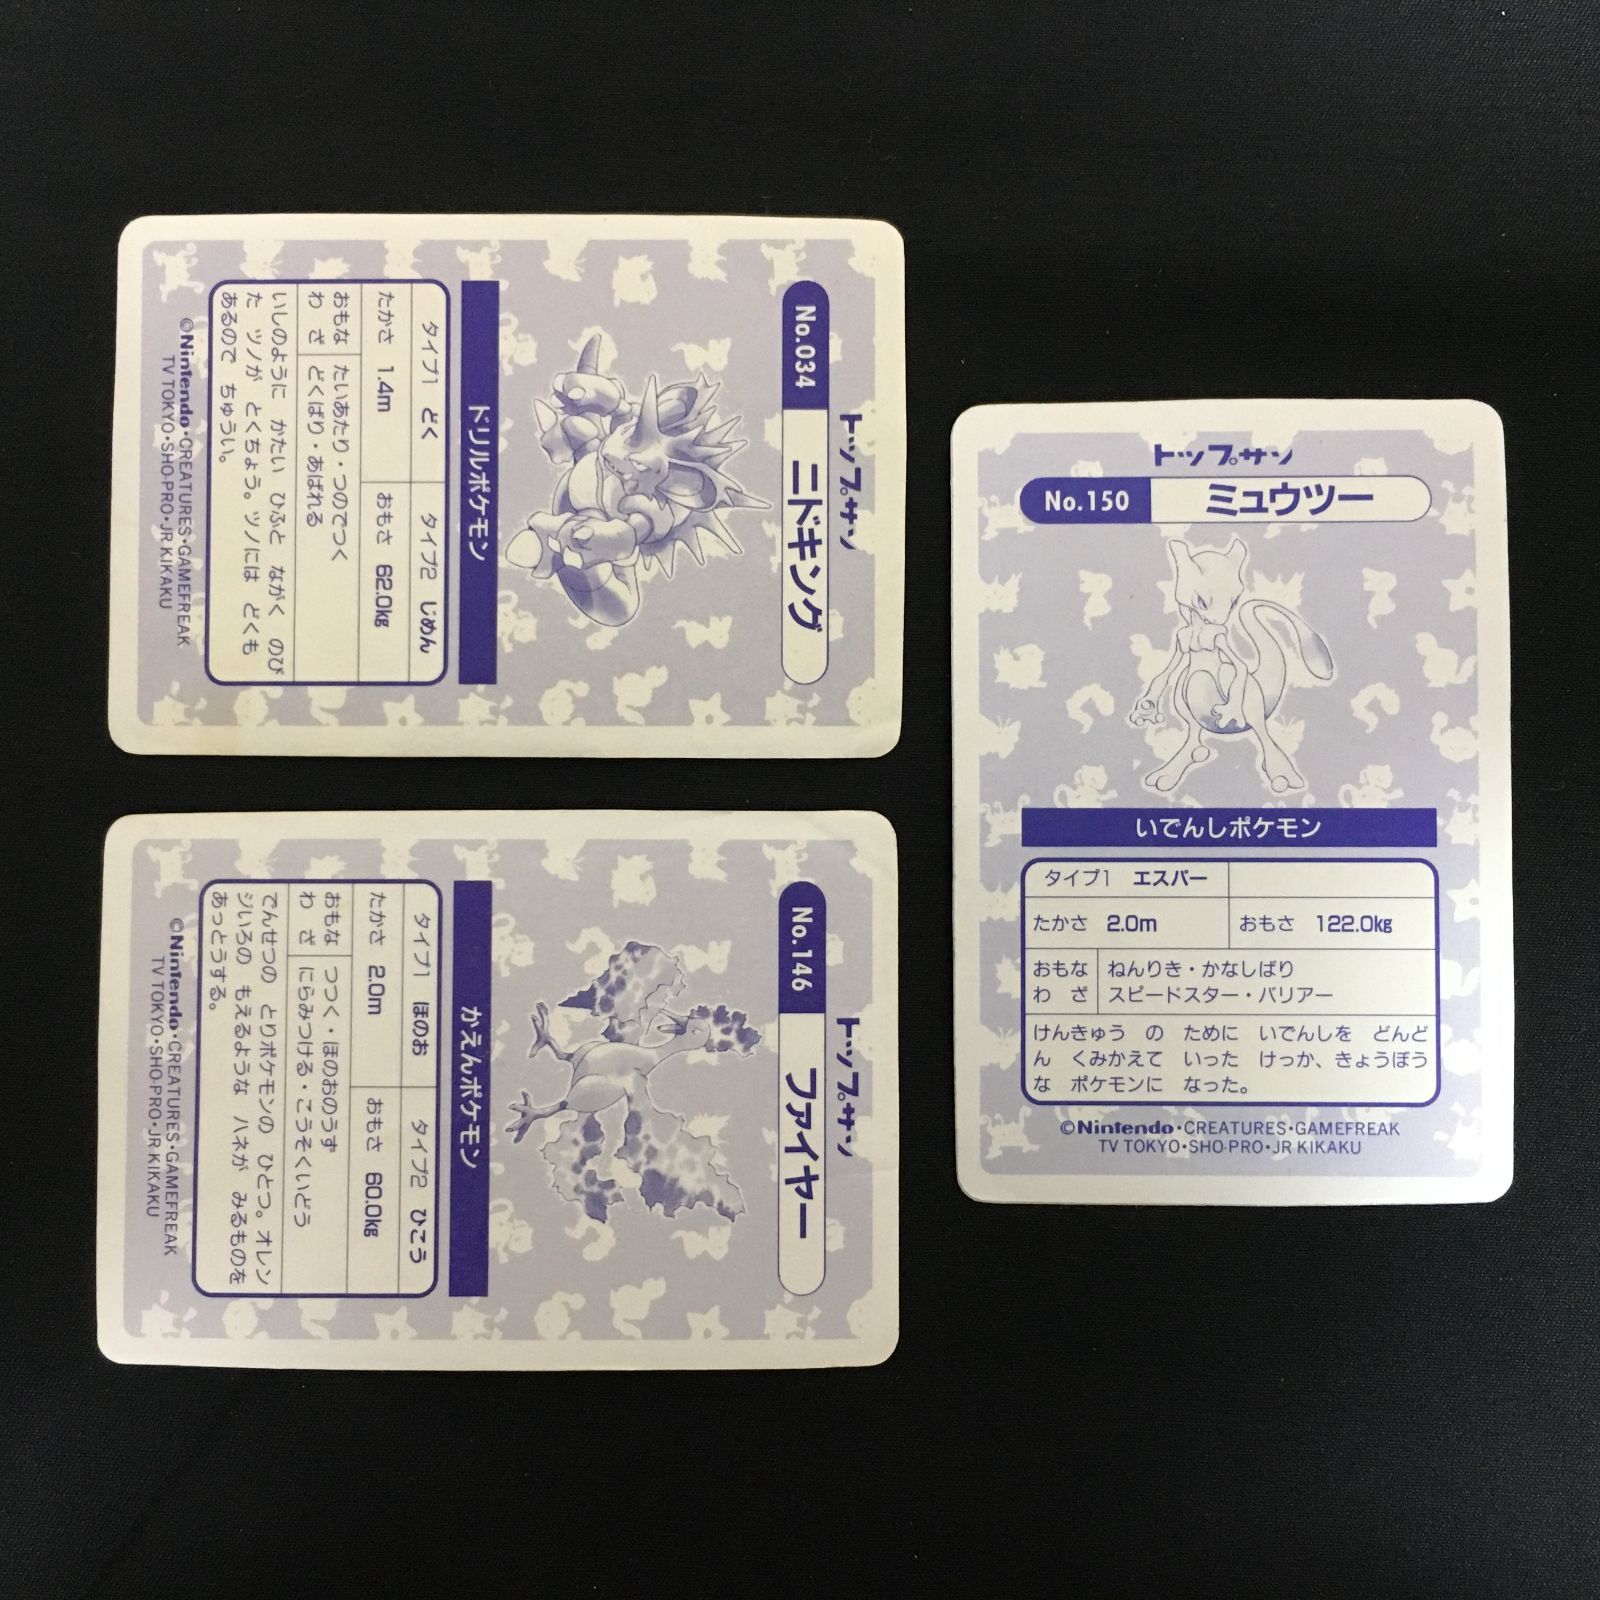 トップサン
No.034 ニドキング
ドリルポケモン
タイプ1 どく タイプ2 じめん
たかさ 1.4m おもさ 62.0kg
おもな たいあたり・つのでつく
わ ざ どくばり・あばれる
いしのように かたい ひふと ながく のび
た ツノが とくちょう。ツノには どくも
あるので ちゅうい。
©Nintendo・CREATURES・GAMEFREAK
TV TOKYO・SHO-PRO・JR KIKAKU
トップサン
No.146 ファイヤー
かえんポケモン
タイプ1 ほのお タイプ2 ひこう
たかさ 2.0m おもさ 60.0kg
おもな つつく・ほのおのうず
わ ざ にらみつける・こうそくいどう
でんせつの とりポケモンの ひとつ。オレン
ジいろの もえるような ハネが みるものを
あっとうする。
©Nintendo・CREATURES・GAMEFREAK
TV TOKYO・SHO-PRO・JR KIKAKU
トップサン
No.150 ミュウツー
いでんしポケモン
タイプ1 エスパー
たかさ 2.0m おもさ 122.0kg
おもな ねんりき・かなしばり
わ ざ スピードスター・バリアー
けんきゅう の ために いでんしを どんど
ん くみかえて いった けっか、きょうぼう
な ポケモンに なった。
©Nintendo・CREATURES・GAMEFREAK
TV TOKYO・SHO-PRO・JR KIKAKU